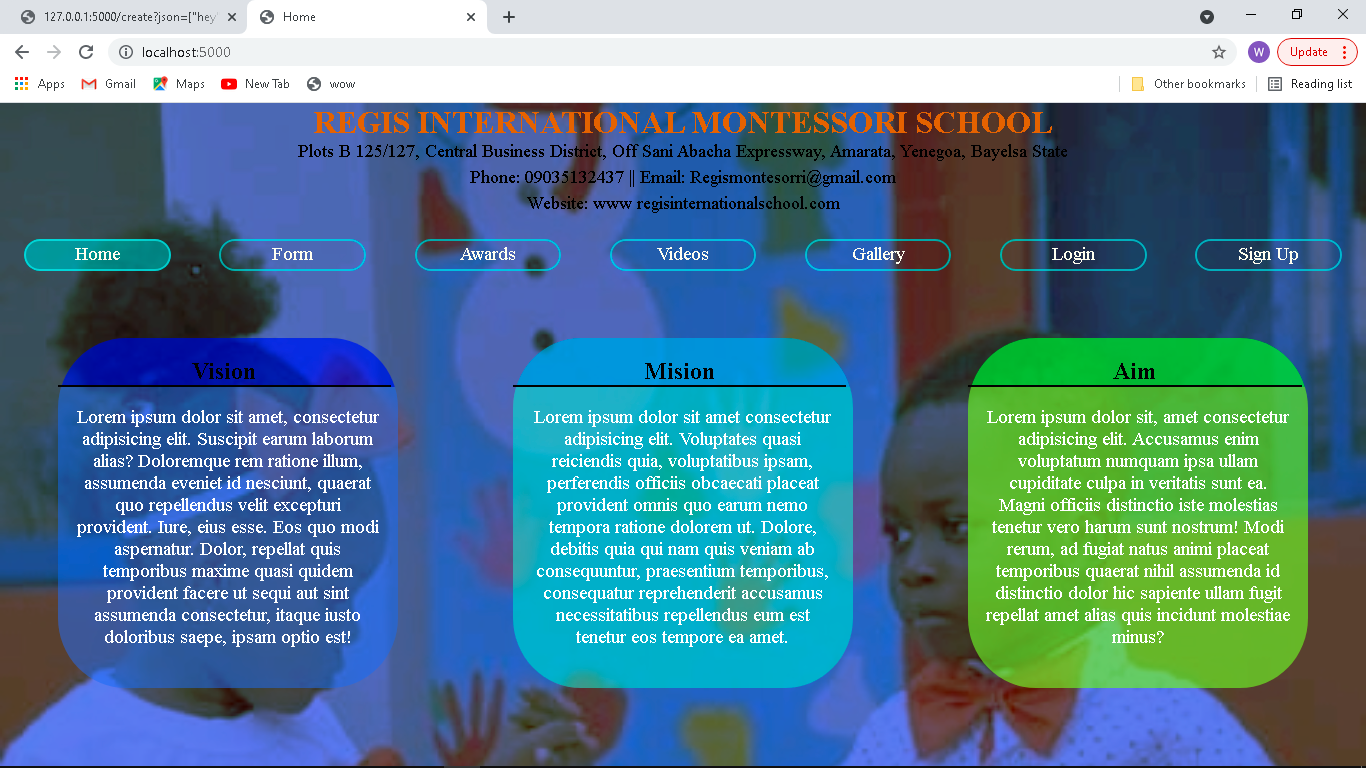 127.0.0.1:5000/create?json=["hey
Home
localhost:5000
W
Update
Apps
Gmail
Maps
New Tab
wow
Other bookmarks
Reading list
REGIS INTERNATIONAL MONTESSORI SCHOOL
Plots B 125/127, Central Business District, Off Sani Abacha Expressway, Amarata, Yenegoa, Bayelsa State
Phone: 09035132437 || Email: Regismontesorri@gmail.com
Website: www regisinternationalschool.com
Home
Form
Awards
Videos
Gallery
Login
Sign Up
Vision
Lorem ipsum dolor sit amet, consectetur
adipisicing elit. Suscipit earum laborum
alias? Doloremque rem ratione illum,
assumenda eveniet id nesciunt, quaerat
quo repellendus velit excepturi
provident. Iure, eius esse. Eos quo modi
aspernatur. Dolor, repellat quis
temporibus maxime quasi quidem
provident facere ut sequi aut sint
assumenda consectetur, itaque iusto
doloribus saepe, ipsam optio est!
Mision
Lorem ipsum dolor sit amet consectetur
adipisicing elit. Voluptates quasi
reiciendis quia, voluptatibus ipsam,
perferendis officiis obcaecati placeat
provident omnis quo earum nemo
tempora ratione dolorem ut. Dolore,
debitis quia qui nam quis veniam ab
consequuntur, praesentium temporibus,
consequatur reprehenderit accusamus
necessitatibus repellendus eum est
tenetur eos tempore ea amet.
Aim
Lorem ipsum dolor sit, amet consectetur
adipisicing elit. Accusamus enim
voluptatum numquam ipsa ullam
cupiditate culpa in veritatis sunt ea.
Magni officiis distinctio iste molestias
tenetur vero harum sunt nostrum! Modi
rerum, ad fugiat natus animi placeat
temporibus quaerat nihil assumenda id
distinctio dolor hic sapiente ullam fugit
repellat amet alias quis incidunt molestiae
minus?